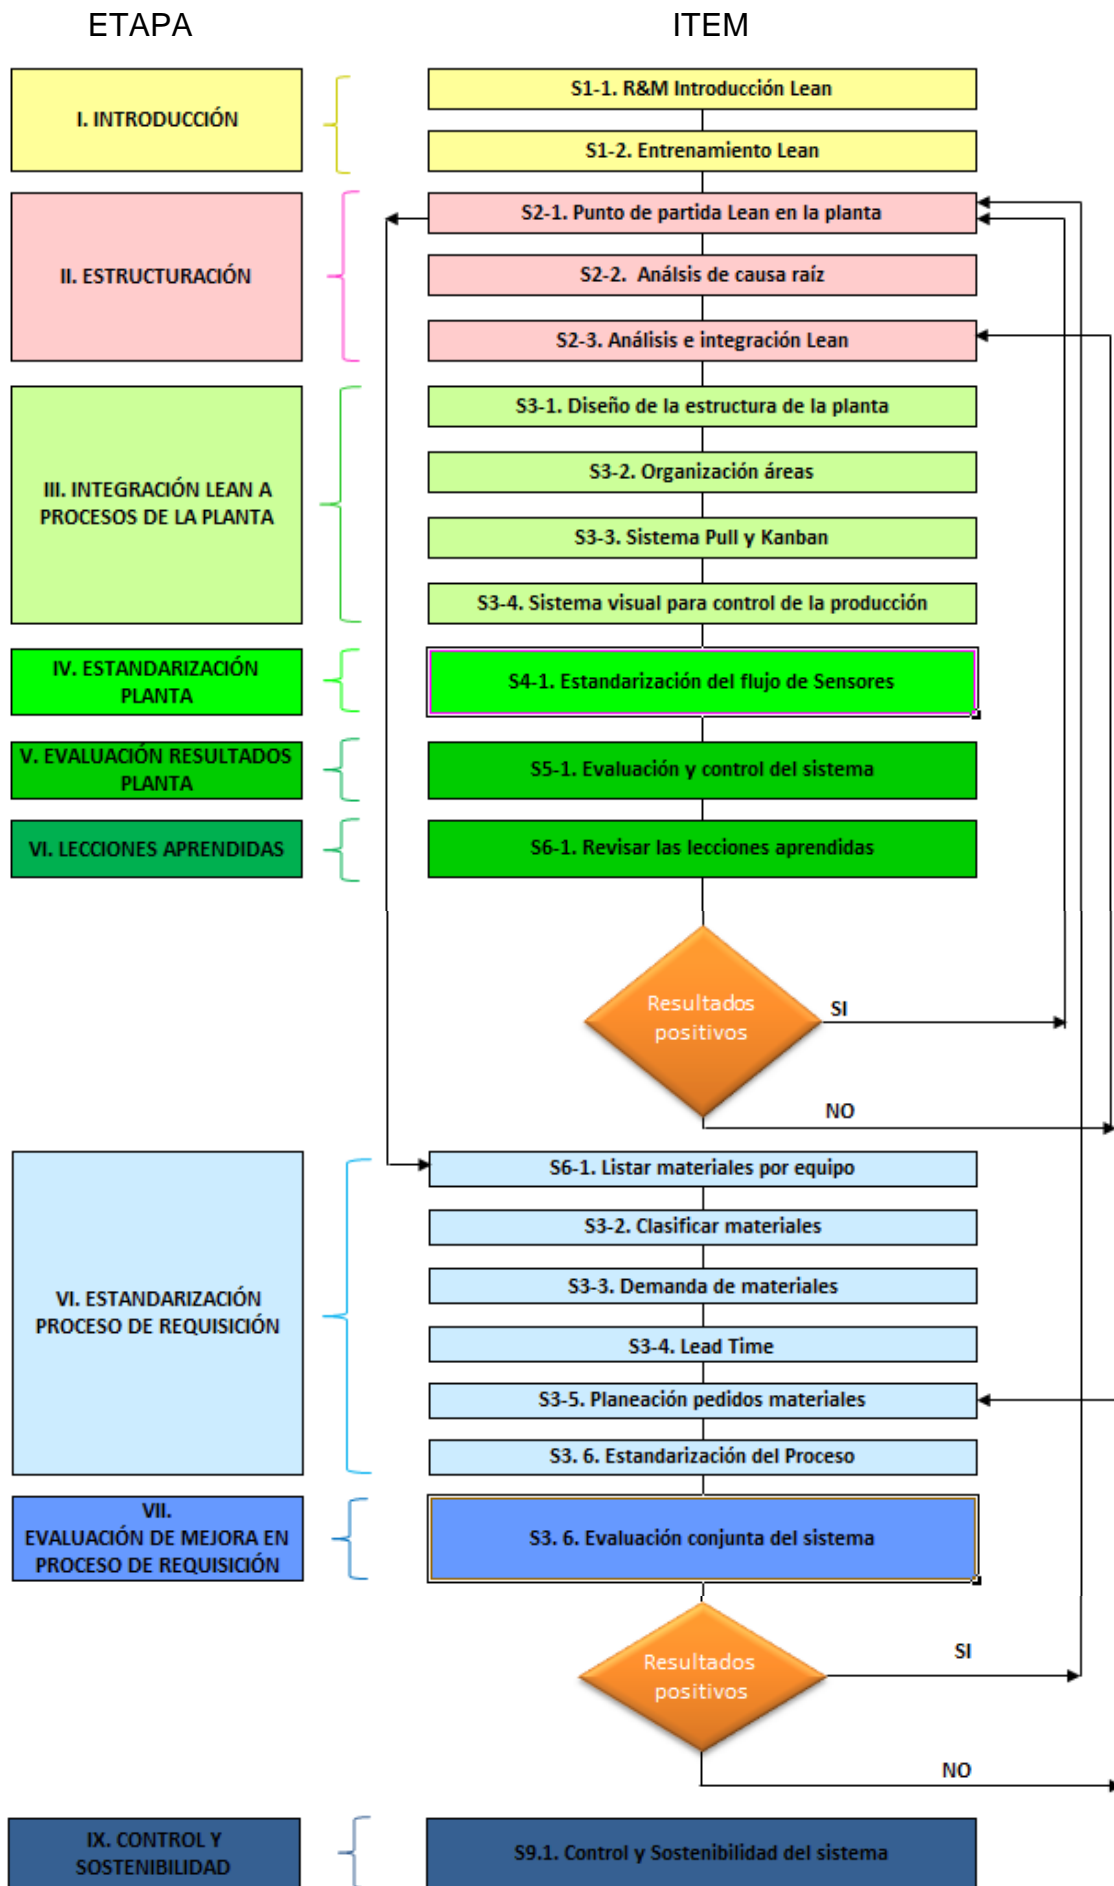 ETAPA
ITEM
I. INTRODUCCIÓN
S1-1. R&M Introducción Lean
S1-2. Entrenamiento Lean
II. ESTRUCTURACIÓN
S2-1. Punto de partida Lean en la planta
S2-2. Análsis de causa raíz
S2-3. Análisis e integración Lean
III. INTEGRACIÓN LEAN A
PROCESOS DE LA PLANTA
S3-1. Diseño de la estructura de la planta
S3-2. Organización áreas
S3-3. Sistema Pull y Kanban
S3-4. Sistema visual para control de la producción
IV. ESTANDARIZACIÓN
PLANTA
S4-1. Estandarización del flujo de Sensores
V. EVALUACIÓN RESULTADOS
PLANTA
S5-1. Evaluación y control del sistema
VI. LECCIONES APRENDIDAS
S6-1. Revisar las lecciones aprendidas
Resultados
positivos
SI
NO
VI. ESTANDARIZACIÓN
PROCESO DE REQUISICIÓN
S6-1. Listar materiales por equipo
S3-2. Clasificar materiales
S3-3. Demanda de materiales
S3-4. Lead Time
S3-5. Planeación pedidos materiales
S3. 6. Estandarización del Proceso
VII.
EVALUACIÓN DE MEJORA EN
PROCESO DE REQUISICIÓN
S3. 6. Evaluación conjunta del sistema
Resultados
positivos
SI
NO
IX. CONTROL Y
SOSTENIBILIDAD
S9.1. Control y Sostenibilidad del sistema